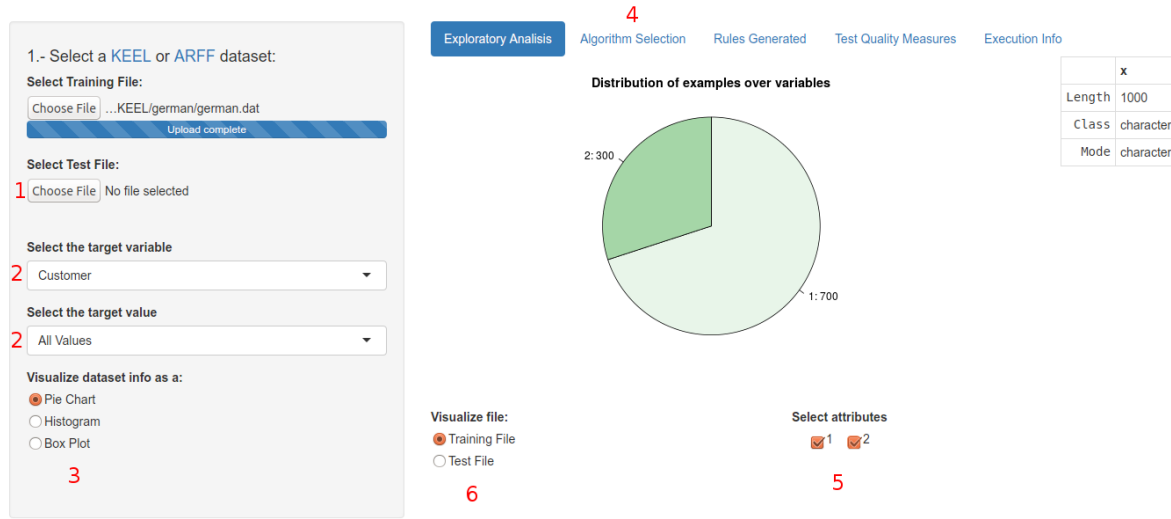 1.- Select a KEEL or ARFF dataset:
Select Training File:
Choose File ...KEEL/german/german.dat
Upload complete
Select Test File:
1 Choose File No file selected
Select the target variable
2 Customer
Select the target value
2 All Values
Visualize dataset info as a:
Pie Chart
Histogram
Box Plot
3
4
Exploratory Analisis Algorithm Selection Rules Generated Test Quality Measures Execution Info
Distribution of examples over variables
2: 300
1: 700
x
Length 1000
Class character
Mode character
Visualize file:
Training File
Test File
6
Select attributes
1 2
5